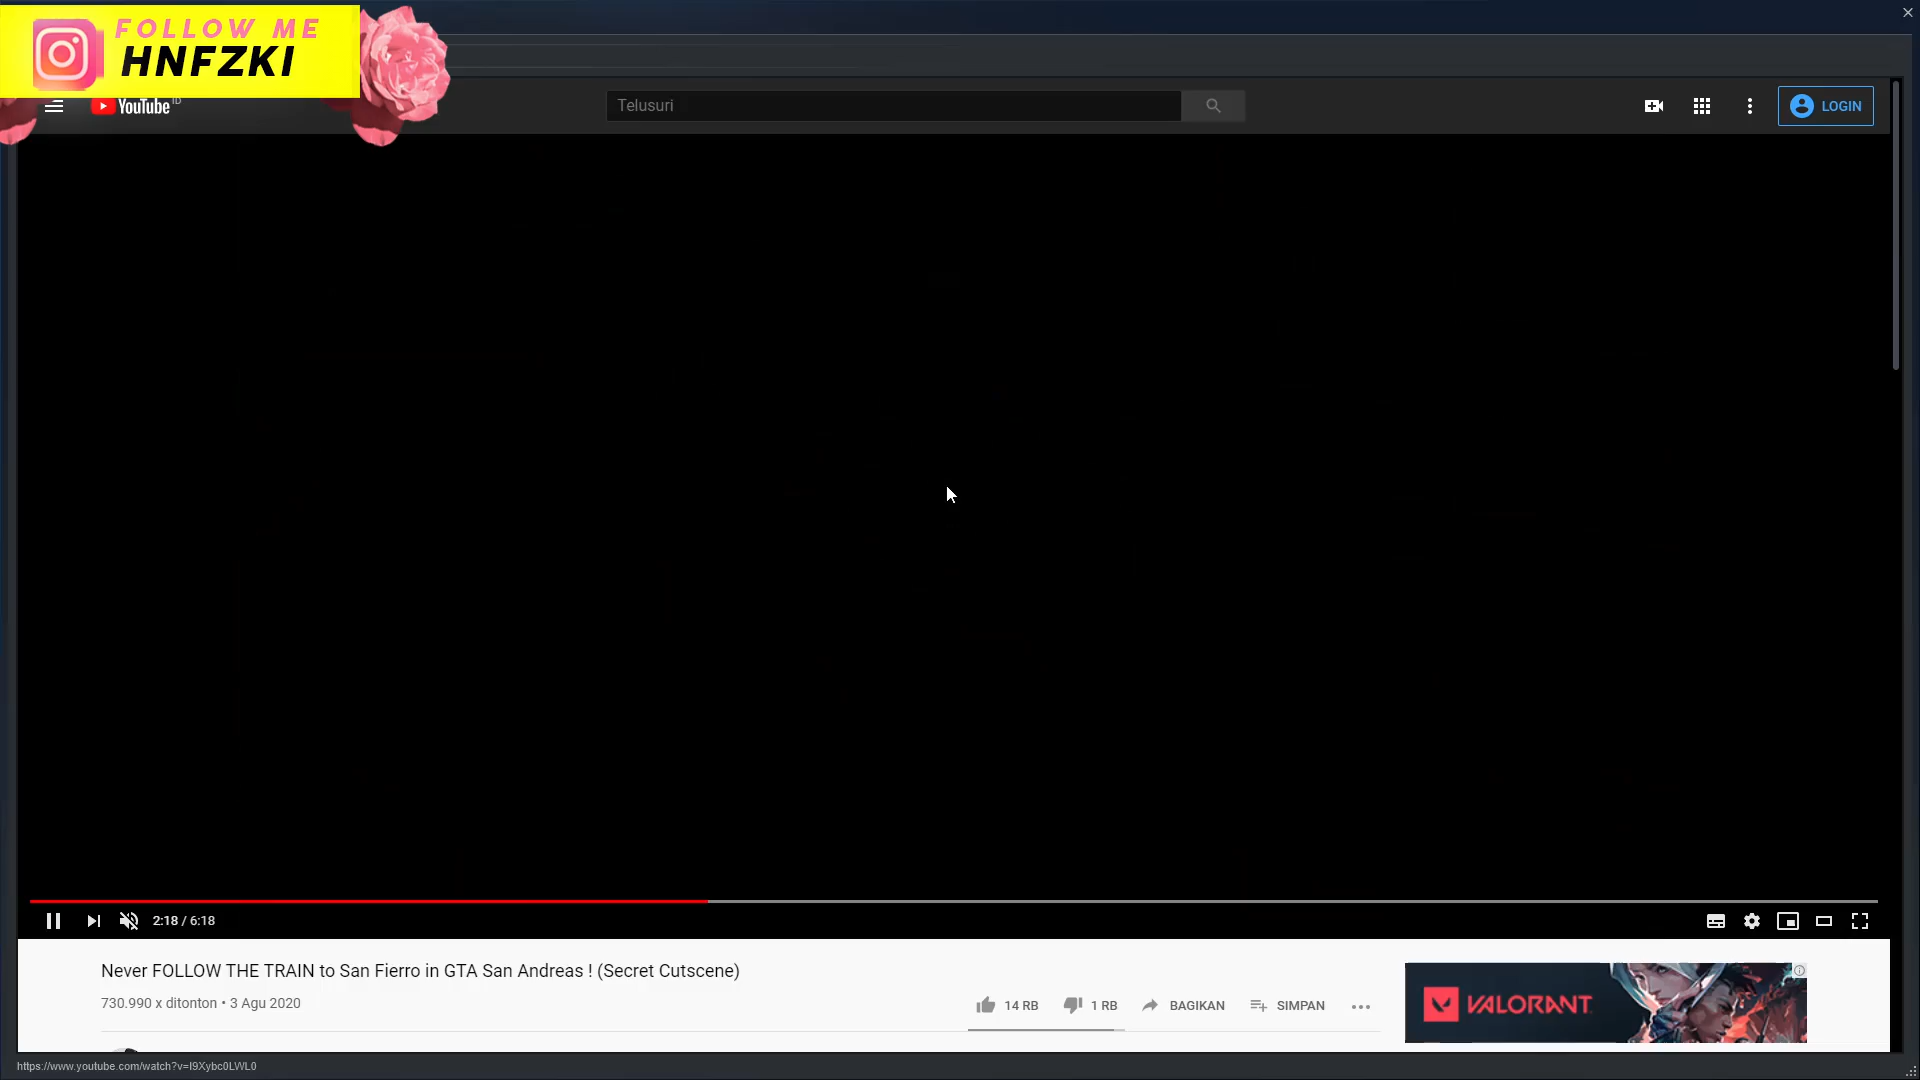 FOLLOW ME
HNFZKI
YouTube ID
Telusuri
LOGIN
2:18 / 6:18
Never FOLLOW THE TRAIN to San Fierro in GTA San Andreas ! (Secret Cutscene)
730.990 x ditonton • 3 Agu 2020
14 RB
1 RB
BAGIKAN
SIMPAN
VALORANT
https://www.youtube.com/watch?v=I9Xybc0LWL0